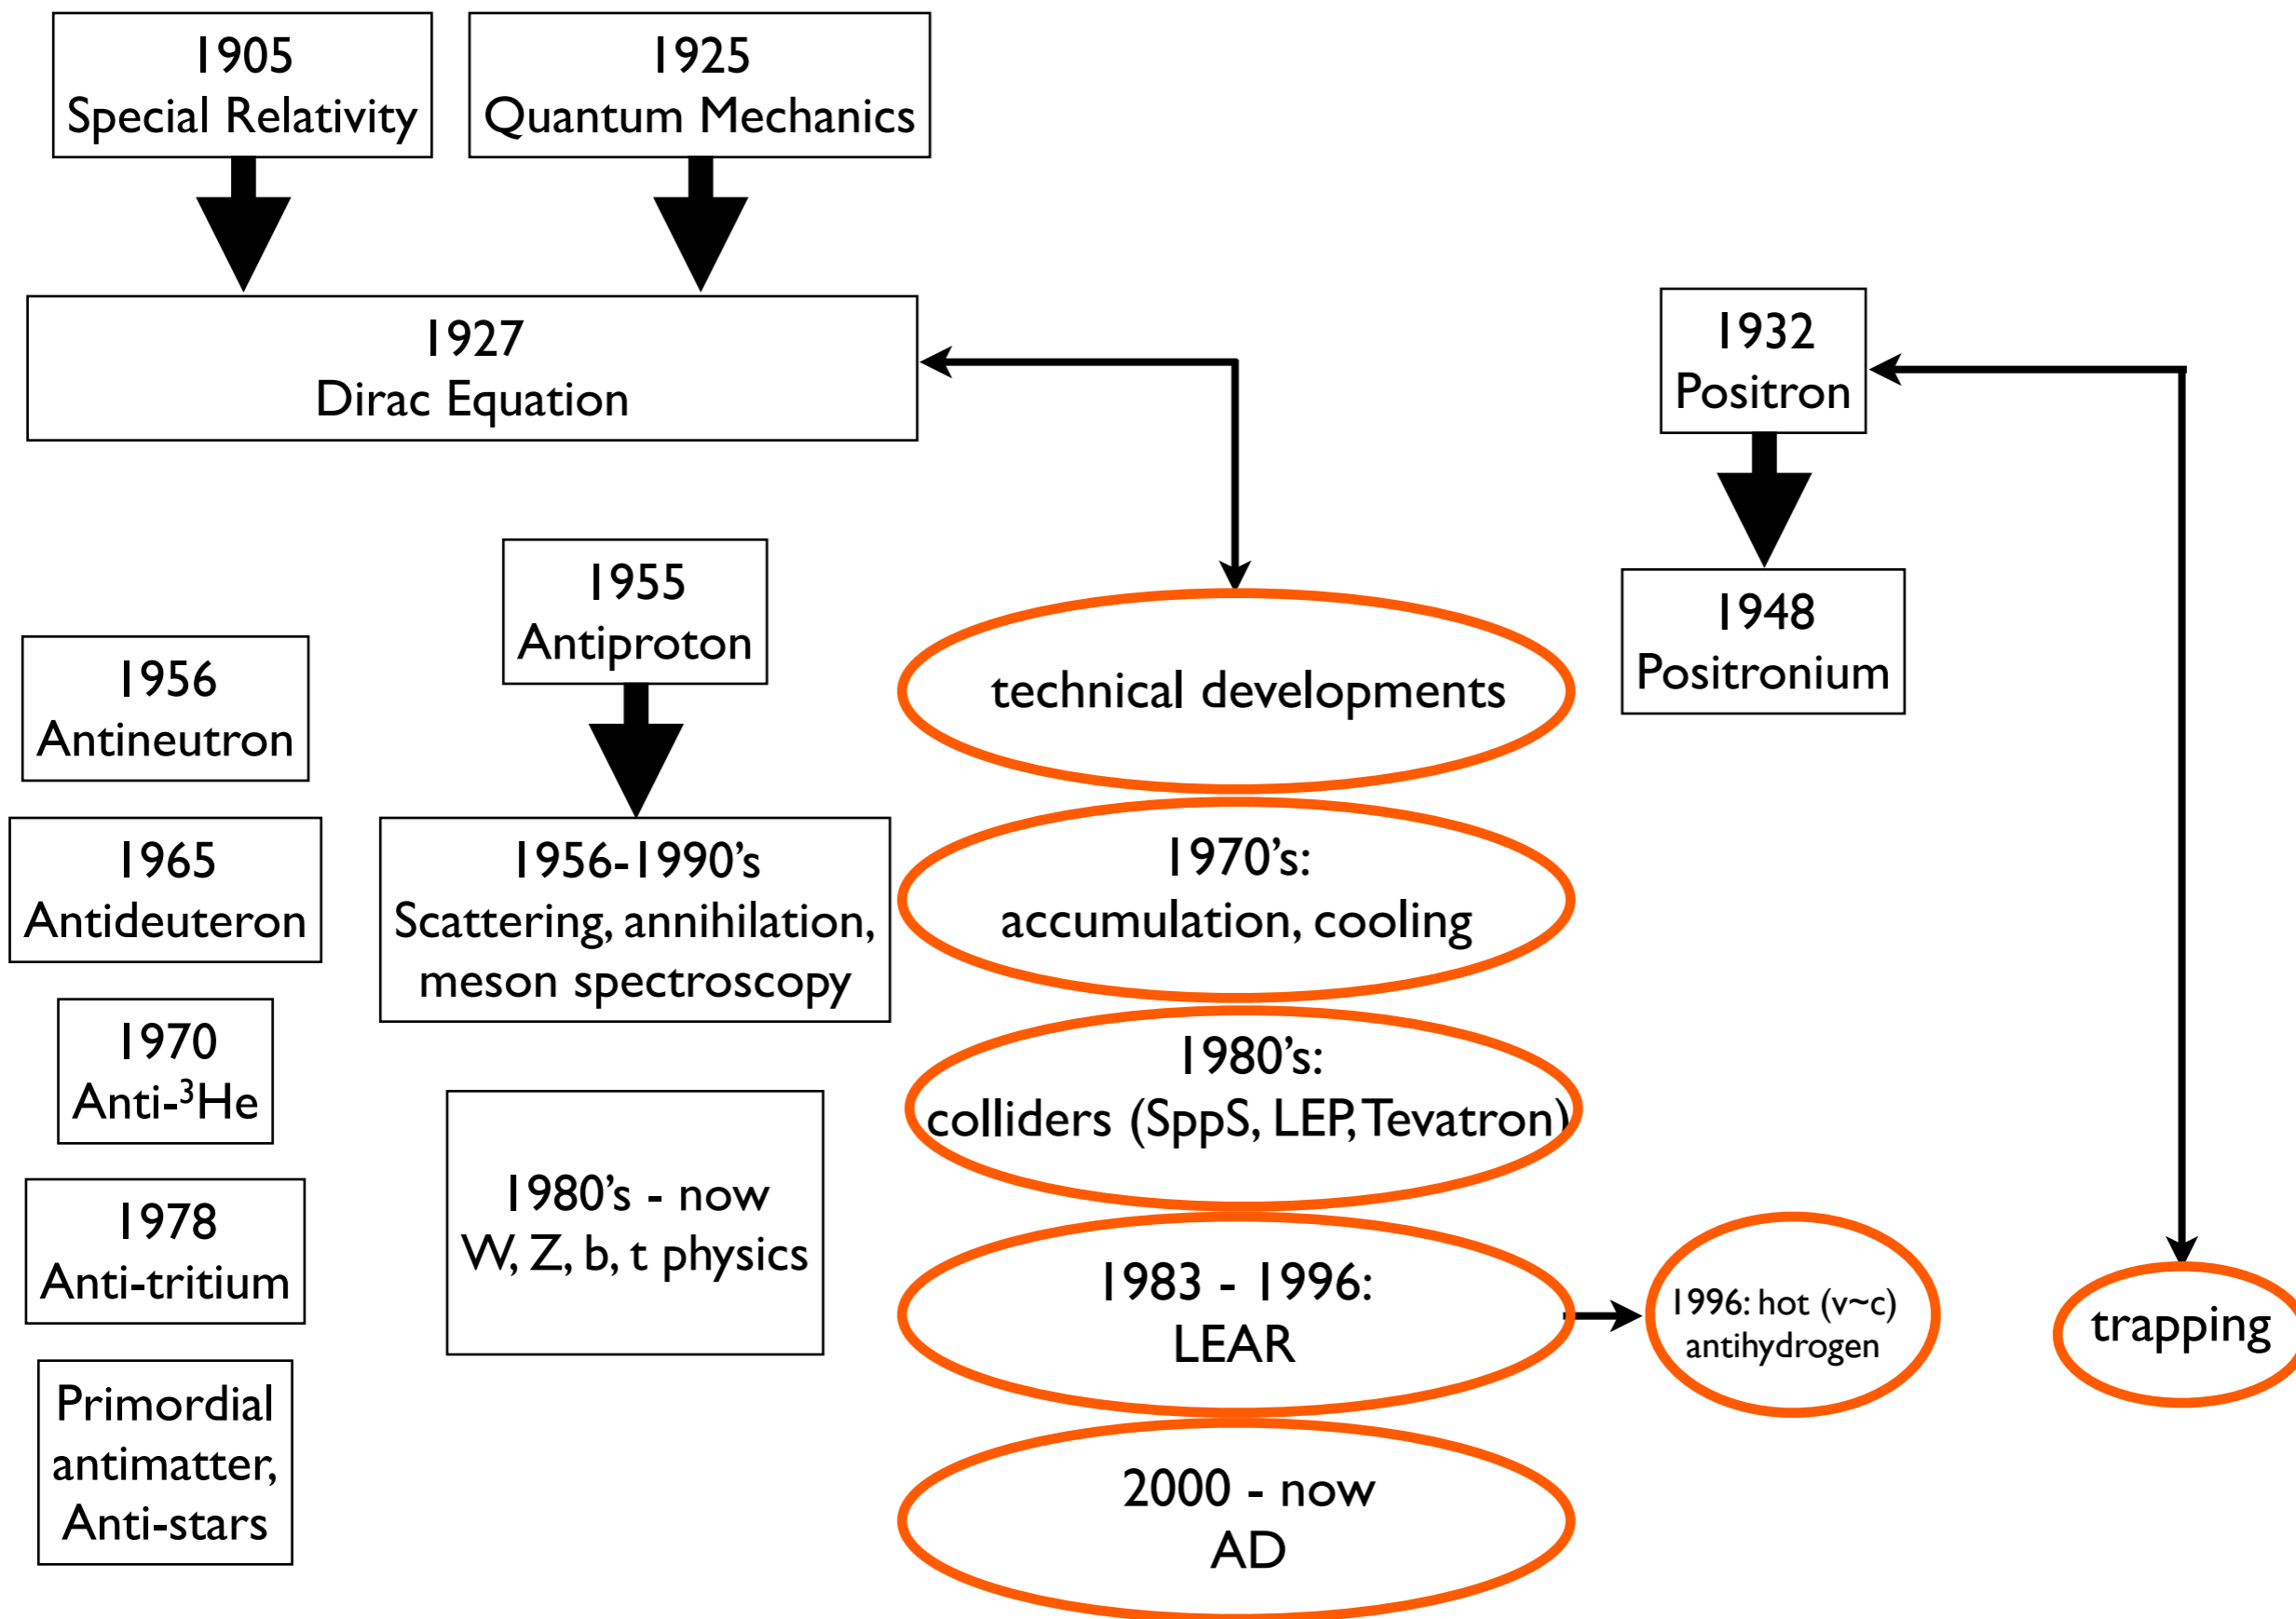 1905
Special Relativity
1925
Quantum Mechanics
1927
Dirac Equation
1932
Positron
1948
Positronium
1955
Antiproton
1956
Antineutron
1965
Antideuteron
1970
Anti-³He
1978
Anti-tritium
Primordial
antimatter,
Anti-stars
1956-1990’s
Scattering, annihilation,
meson spectroscopy
1980’s - now
W, Z, b, t physics
technical developments
1970’s:
accumulation, cooling
1980’s:
colliders (SppS, LEP, Tevatron)
1983 - 1996:
LEAR
2000 - now
AD
1996: hot (v~c)
antihydrogen
trapping